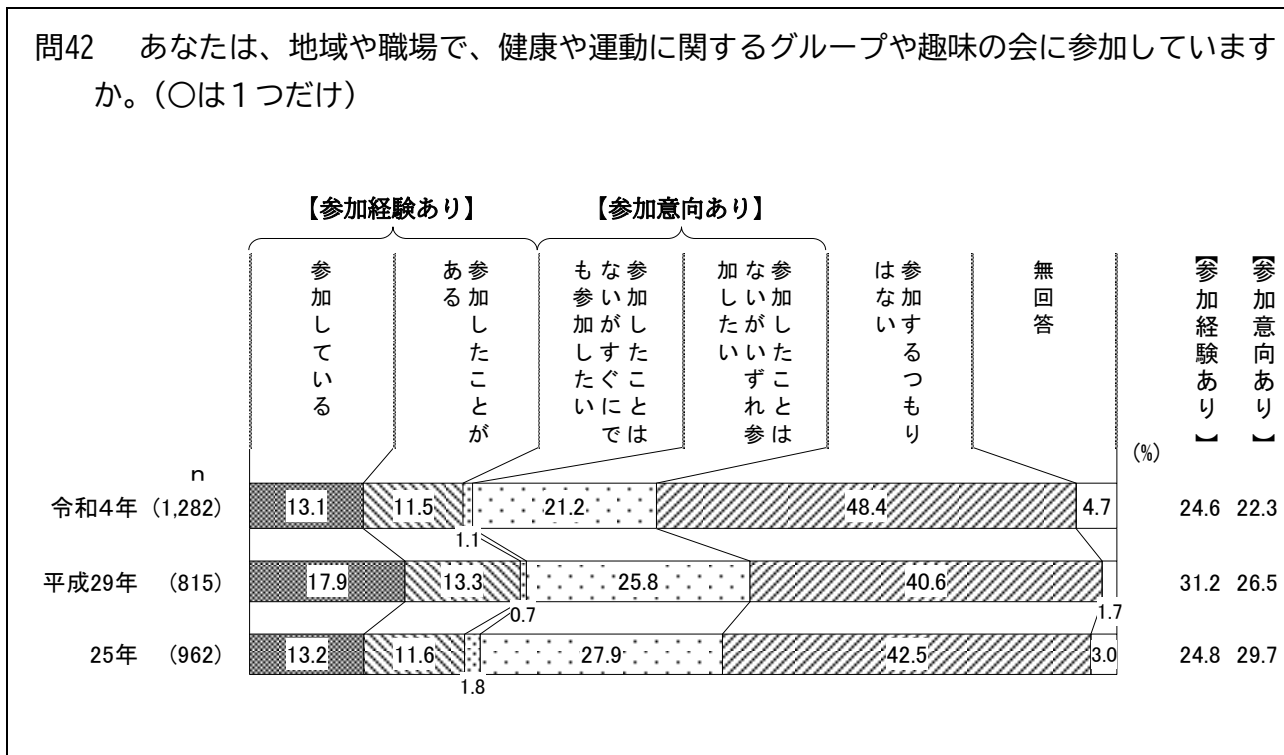 問42　あなたは、地域や職場で、健康や運動に関するグループや趣味の会に参加しています
か。（○は１つだけ）
【参加経験あり】
【参加意向あり】
参加している
参加したことが
ある
参加したことは
ないがすぐにで
も参加したい
参加したことは
ないがいずれ参
加したい
参加するつもり
はない
無回答
【参加経験あり】
【参加意向あり】
(%)
n
令和4年 (1,282) 13.1 11.5 1.1 21.2 48.4 4.7 24.6 22.3
平成29年 (815) 17.9 13.3 0.7 25.8 40.6 1.7 31.2 26.5
25年 (962) 13.2 11.6 1.8 27.9 42.5 3.0 24.8 29.7